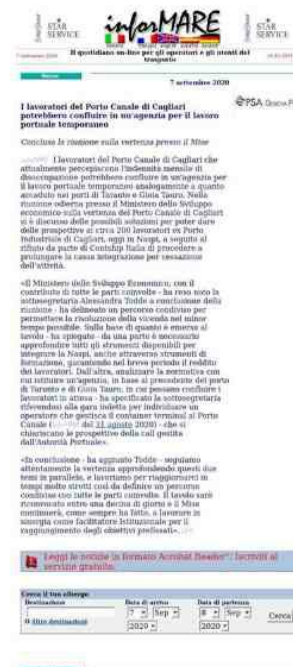 STAR SERVICE
inforMARE
STAR SERVICE
7 settembre 2020
Il quotidiano on-line per gli operatori e gli utenti del
trasporto
7 settembre 2020
I lavoratori del Porto Canale di Cagliari
potrebbero confluire in un'agenzia per il lavoro
portuale temporaneo
PSA Genova P
Conclusa la riunione sulla vertenza presso il Mise
I lavoratori del Porto Canale di Cagliari che
attualmente percepiscono l'indennità mensile di
disoccupazione potrebbero confluire in un'agenzia per
il lavoro portuale temporaneo analogamente a quanto
accaduto nei porti di Taranto e Gioia Tauro. Nella
riunione odierna presso il Ministero dello Sviluppo
economico sulla vertenza del Porto Canale di Cagliari
si è discusso delle possibili soluzioni per poter dare
delle prospettive ai circa 200 lavoratori ex Porto
Industriale di Cagliari, oggi in Naspi, a seguito al
rifiuto da parte di Contship Italia di procedere a
prolungare la cassa integrazione per cessazione
dell'attività.
«Il Ministero dello Sviluppo Economico, con il
contributo di tutte le parti coinvolte - ha reso noto la
sottosegretaria Alessandra Todde a conclusione della
riunione - ha delineato un percorso condiviso per
permettere la risoluzione della vicenda nel minor
tempo possibile. Sulla base di quanto è emerso al
tavolo - ha spiegato - da una parte è necessario
approfondire tutti gli strumenti disponibili per
integrare la Naspi, anche attraverso strumenti di
formazione, garantendo nel breve periodo il reddito
dei lavoratori. Dall'altra, analizzare la normativa con
cui istituire un'agenzia, in base al precedente del porto
di Taranto e di Gioia Tauro, in cui possano confluire i
lavoratori in attesa - ha specificato la sottosegretaria
riferendosi alla gara indetta per individuare un
operatore che gestisca il container terminal al Porto
Canale ( del 31 agosto 2020) - che si
chiariscano le prospettive della call gestita
dall'Autorità Portuale».
«In conclusione - ha aggiunto Todde - seguiamo
attentamente la vertenza approfondendo questi due
temi in parallelo, e lavoriamo per riaggiornarci in
tempi molto stretti così da definire un percorso
condiviso con tutte le parti coinvolte. Il tavolo sarà
riconvocato entro una decina di giorni e il Mise
continuerà, come sempre ha fatto, a lavorare in
sinergia come facilitatore Istituzionale per il
raggiungimento degli obiettivi prefissati».
Leggi le notizie in formato Acrobat Reader®. Iscriviti al
servizio gratuito.
Cerca il tuo albergo
Destinazione
Data di arrivo
Data di partenza
7 Sep
8 Sep
Cerca
Altre destinazioni
2020
2020